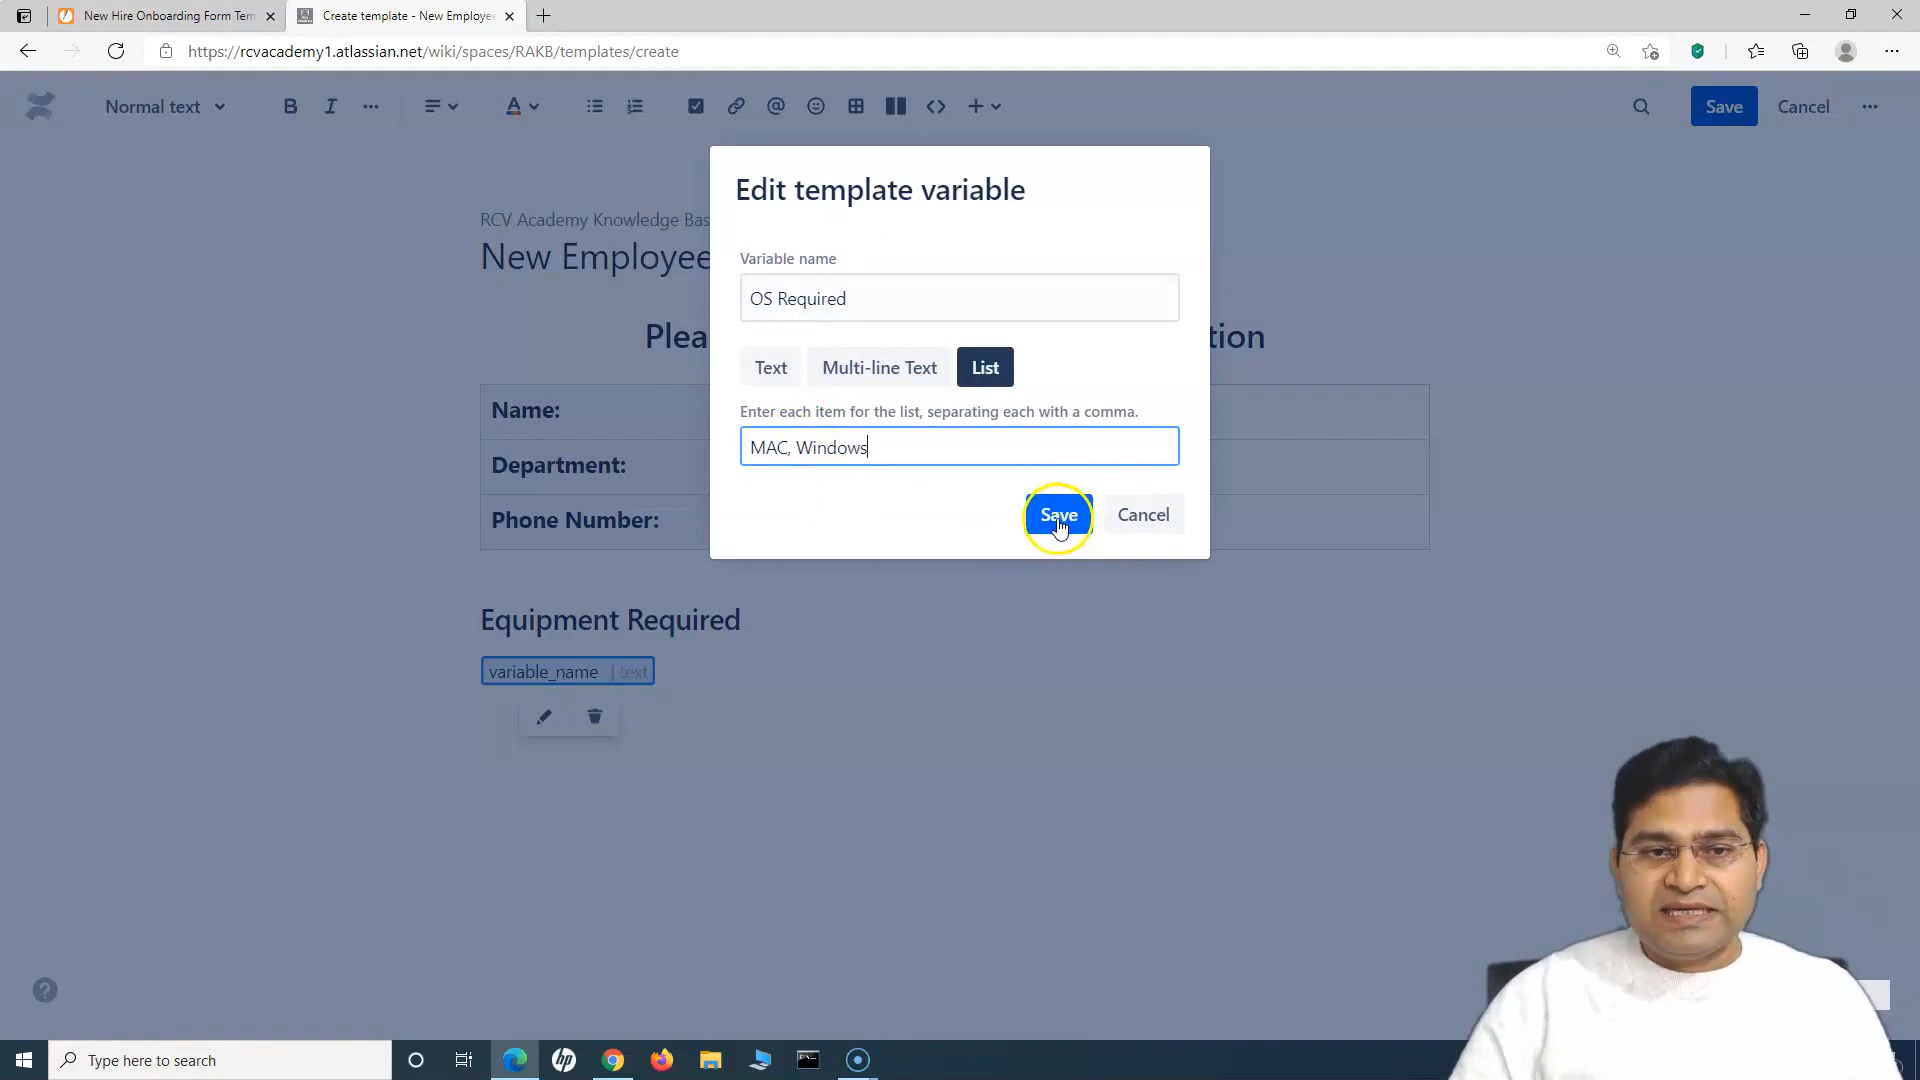 New Hire Onboarding Form Tem
Create template - New Employee
https://rcvacademy1.atlassian.net/wiki/spaces/RAKB/templates/create
Normal text
B
I
A
Save
Cancel
Edit template variable
RCV Academy Knowledge Bas
New Employee
Variable name
OS Required
Plea
tion
Text
Multi-line Text
List
Enter each item for the list, separating each with a comma.
MAC, Windows
Name:
Department:
Phone Number:
Save
Cancel
Equipment Required
variable_name | text
?
Type here to search
hp